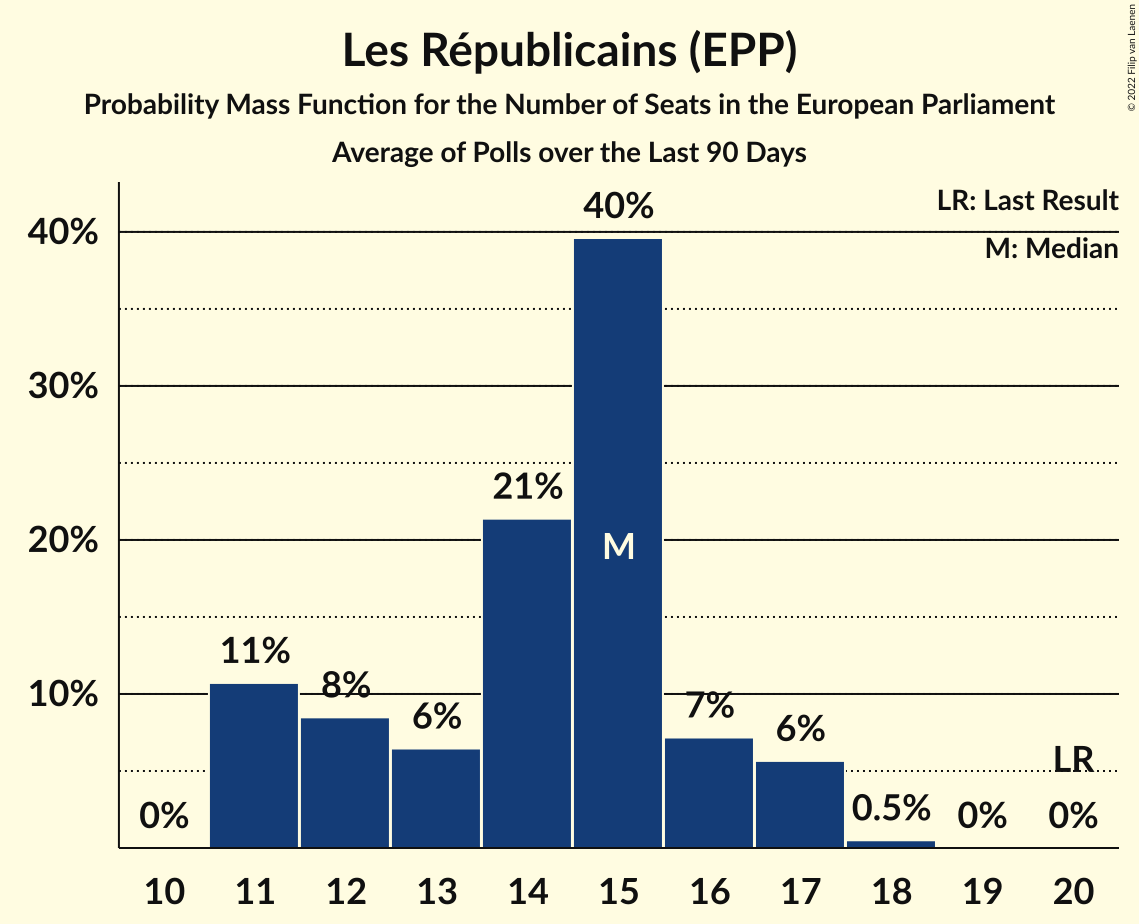 Les Républicains (EPP)
Probability Mass Function for the Number of Seats in the European Parliament
Average of Polls over the Last 90 Days
© 2022 Filip van Laenen
LR: Last Result
M: Median
40%
30%
20%
10%
0%
11%
8%
6%
21%
40%
M
7%
6%
0.5%
0%
LR
0%
10 11 12 13 14 15 16 17 18 19 20